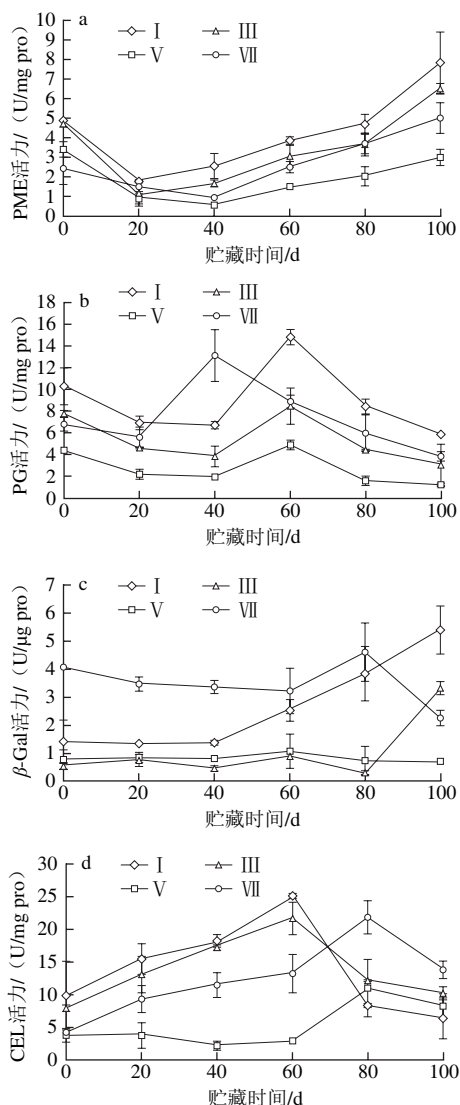 a
Ⅰ Ⅲ
Ⅴ Ⅶ
PME活力/（U/mg pro）
10
9
8
7
6
5
4
3
2
1
0
0 20 40 60 80 100
贮藏时间/d
b
Ⅰ Ⅲ
Ⅴ Ⅶ
PG活力/（U/mg pro）
18
16
14
12
10
8
6
4
2
0
0 20 40 60 80 100
贮藏时间/d
c
Ⅰ Ⅲ
Ⅴ Ⅶ
β-Gal活力/（U/μg pro）
7
6
5
4
3
2
1
0
0 20 40 60 80 100
贮藏时间/d
d
Ⅰ Ⅲ
Ⅴ Ⅶ
CEL活力/（U/mg pro）
30
25
20
15
10
5
0
0 20 40 60 80 100
贮藏时间/d